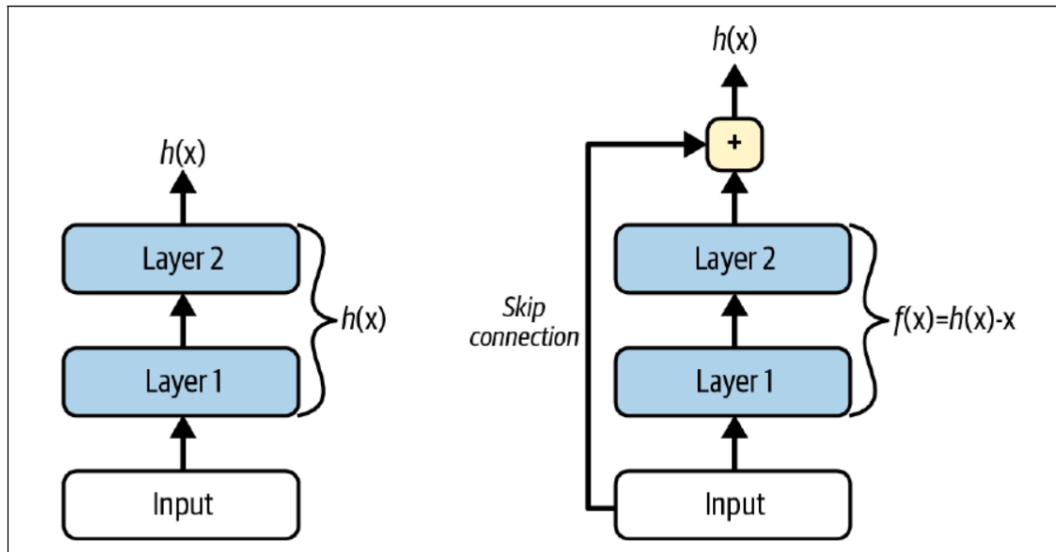 h(x)
Layer 2
Layer 1
h(x)
Input
h(x)
+
Skip
connection
Layer 2
Layer 1
f(x)=h(x)-x
Input